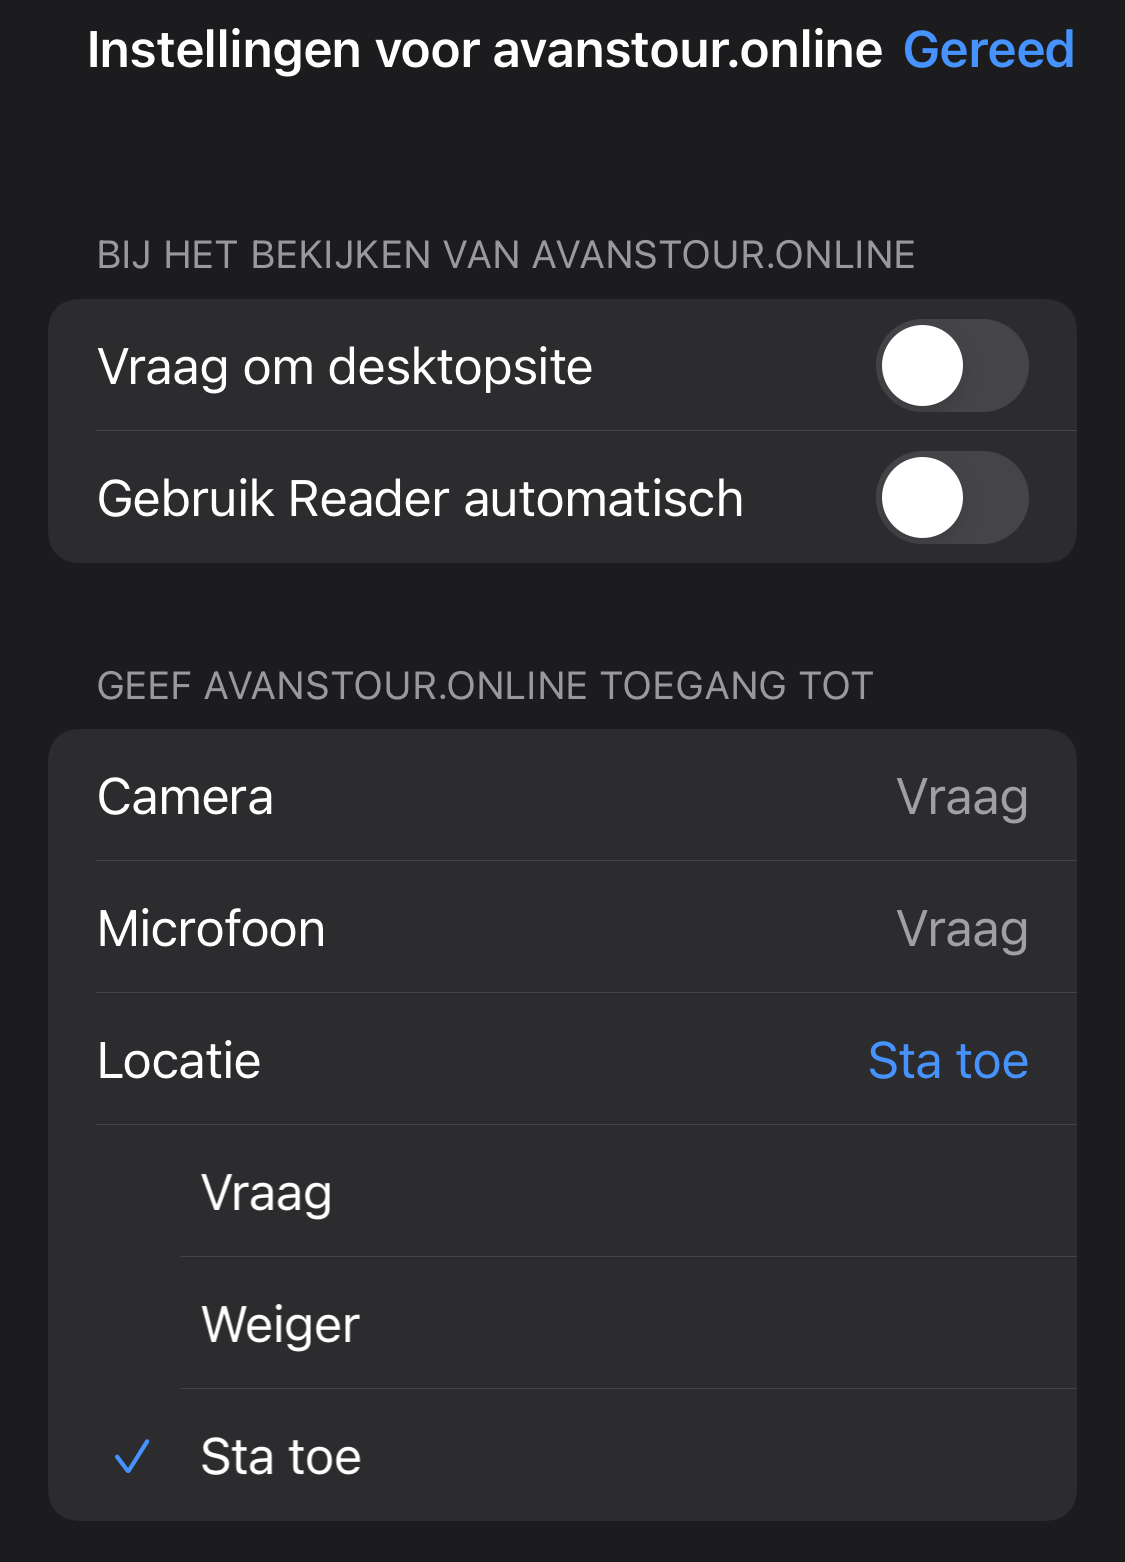 Instellingen voor avanstour.online Gereed
BIJ HET BEKIJKEN VAN AVANSTOUR.ONLINE
Vraag om desktopsite
Gebruik Reader automatisch
GEEF AVANSTOUR.ONLINE TOEGANG TOT
Camera Vraag
Microfoon Vraag
Locatie Sta toe
Vraag
Weiger
Sta toe